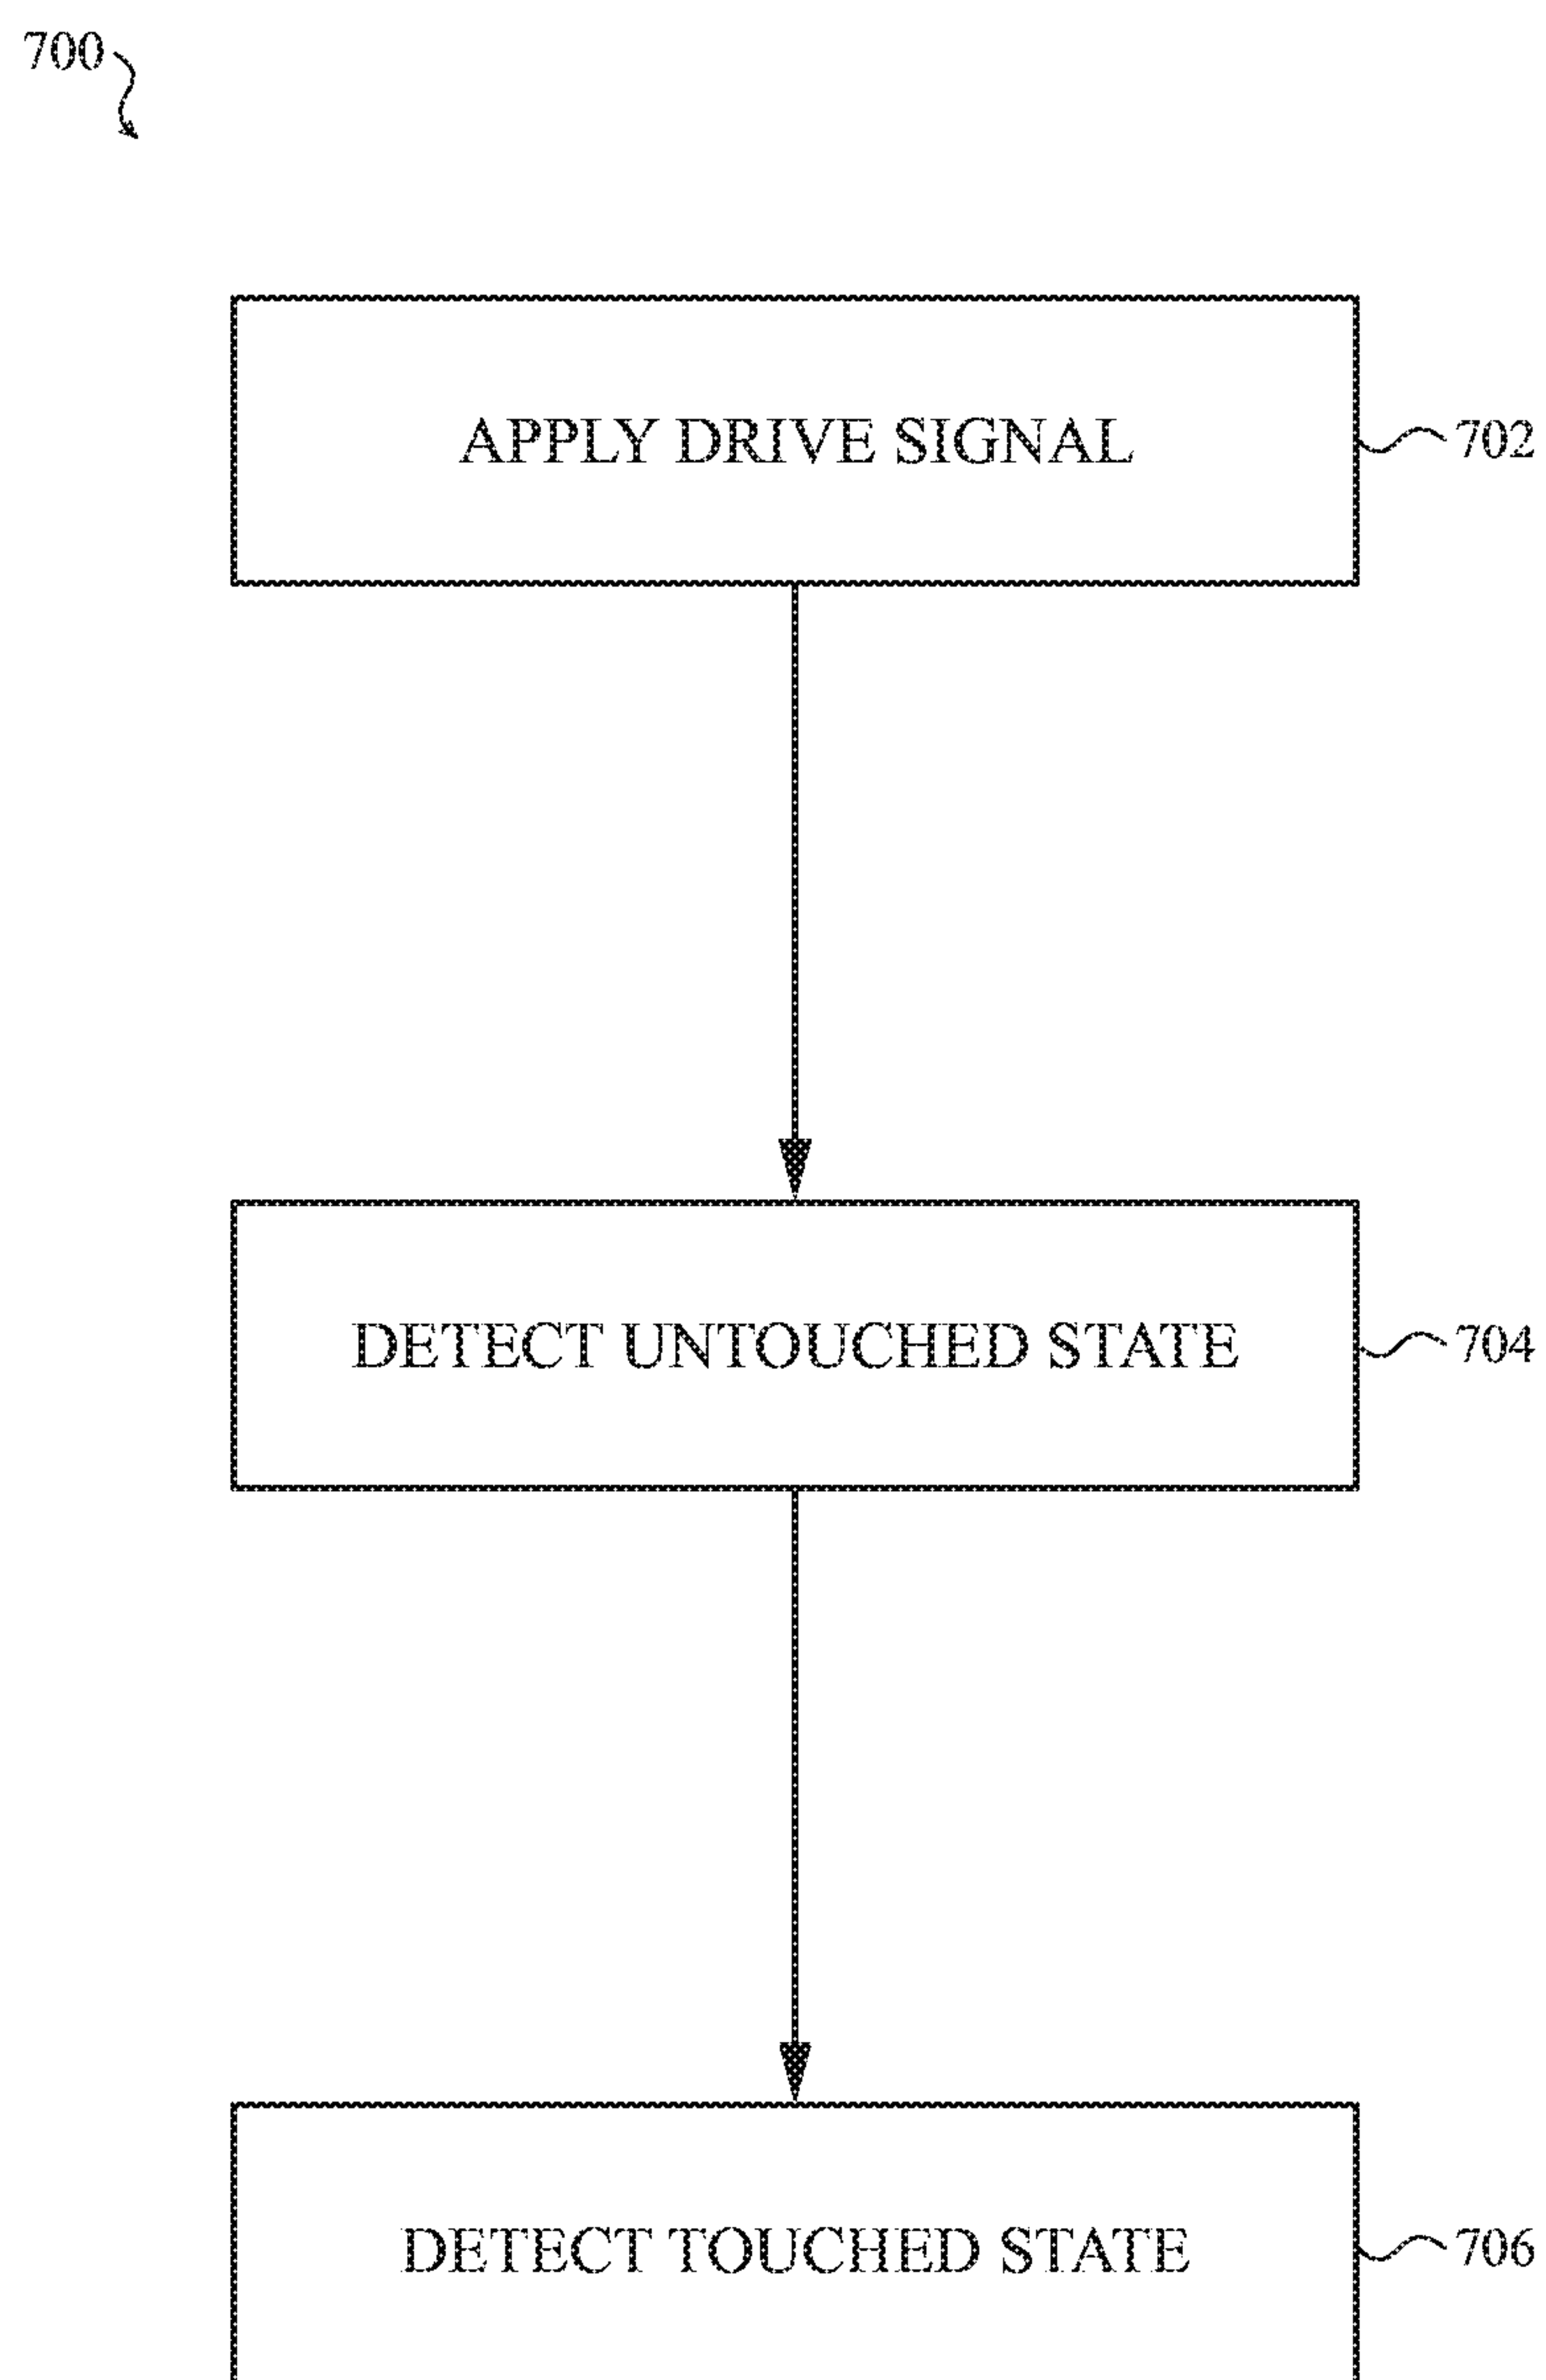 700
APPLY DRIVE SIGNAL
702
DETECT UNTOUCHED STATE
704
DETECT TOUCHED STATE
706